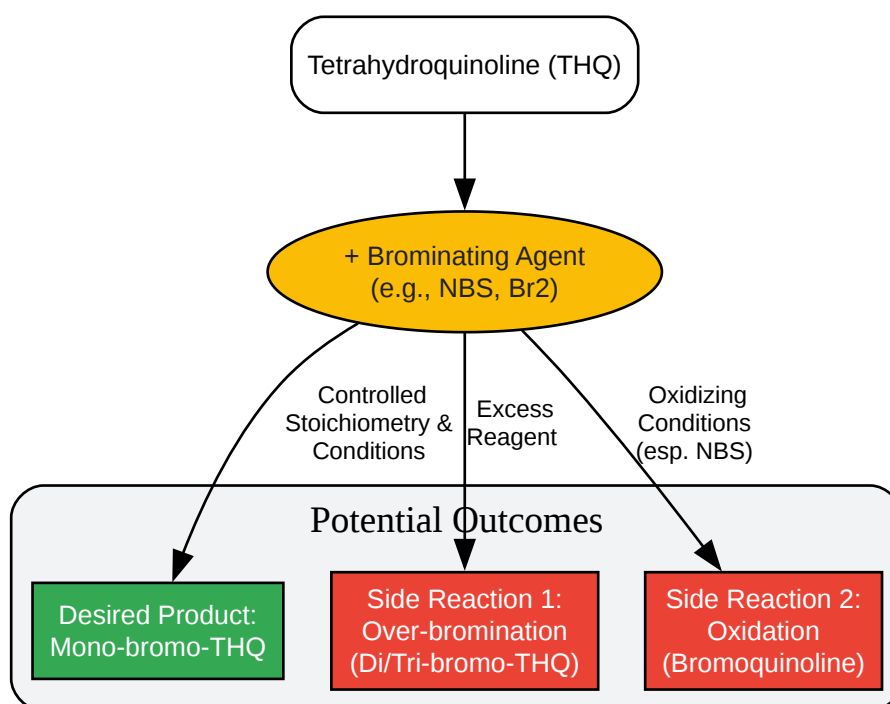 Tetrahydroquinoline (THQ)
+ Brominating Agent
(e.g., NBS, Br2)
Controlled
Stoichiometry &
Conditions
Excess
Reagent
Oxidizing
Conditions
(esp. NBS)
Potential Outcomes
Desired Product:
Mono-bromo-THQ
Side Reaction 1:
Over-bromination
(Di/Tri-bromo-THQ)
Side Reaction 2:
Oxidation
(Bromoquinoline)